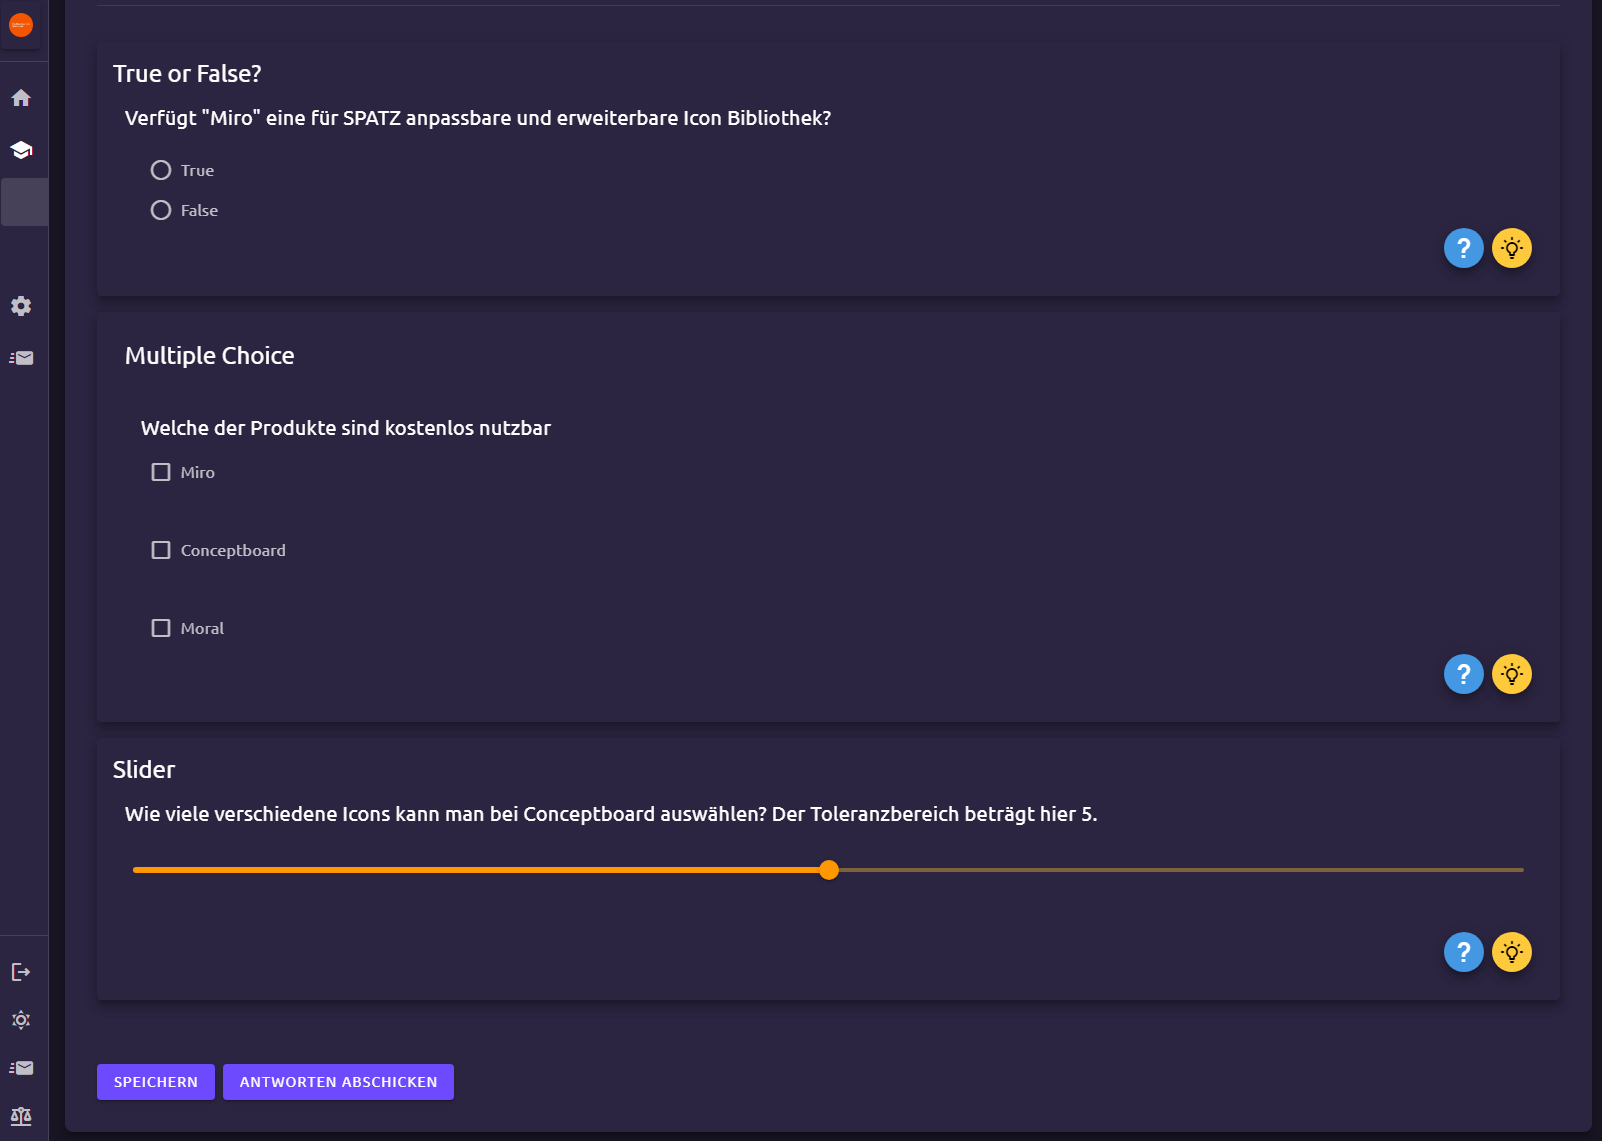 True or False?
Verfügt "Miro" eine für SPATZ anpassbare und erweiterbare Icon Bibliothek?
True
False
?
Multiple Choice
Welche der Produkte sind kostenlos nutzbar
Miro
Conceptboard
Moral
?
Slider
Wie viele verschiedene Icons kann man bei Conceptboard auswählen? Der Toleranzbereich beträgt hier 5.
?
SPEICHERN
ANTWORTEN ABSCHICKEN